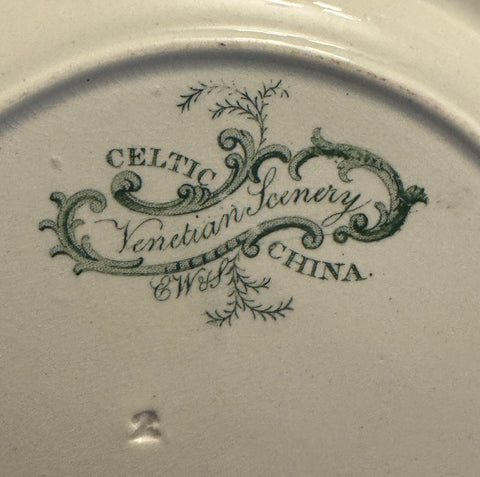 CELTIC
Venetian Scenery
CHINA.
EW&S
2